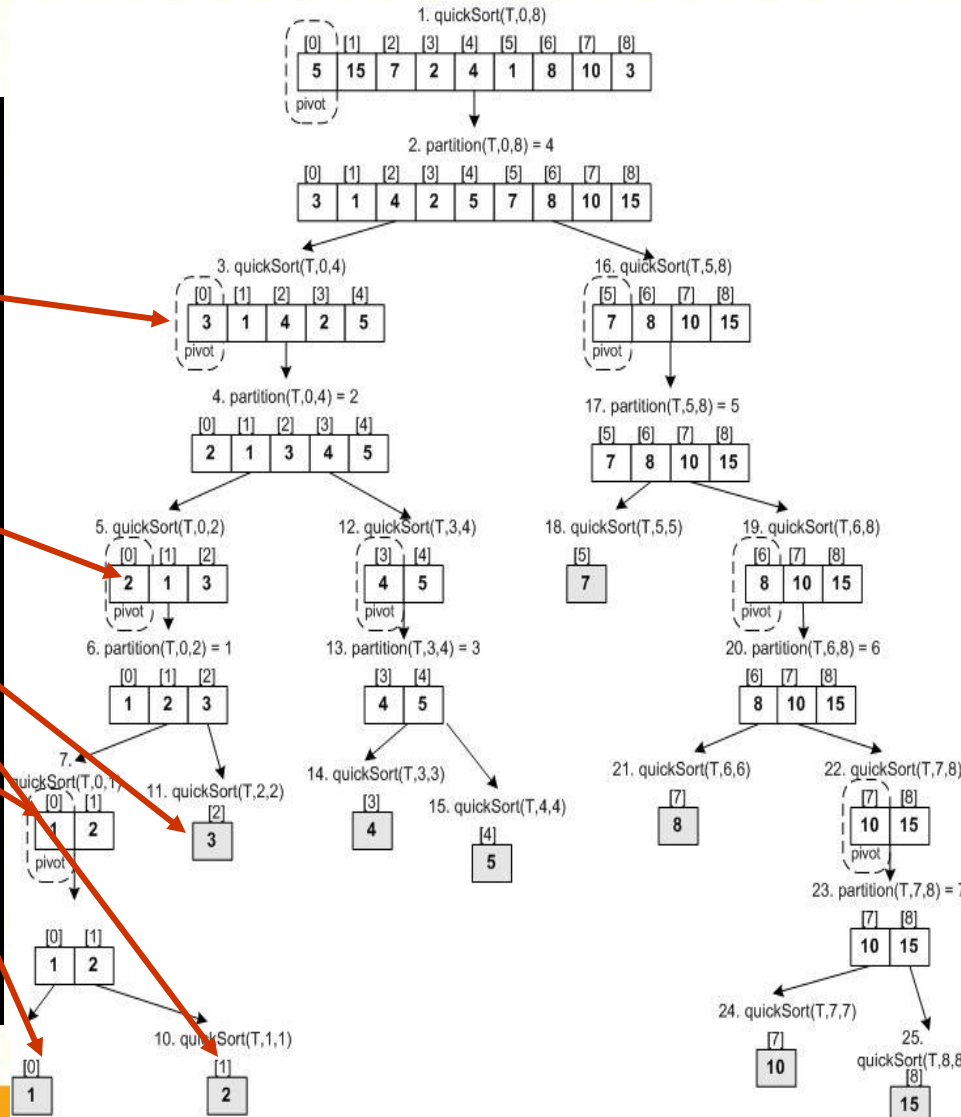 1. quickSort(T,0,8)
[0] [1] [2] [3] [4] [5] [6] [7] [8]
5 15 7 2 4 1 8 10 3
pivot
2. partition(T,0,8) = 4
[0] [1] [2] [3] [4] [5] [6] [7] [8]
3 1 4 2 5 7 8 10 15
3. quickSort(T,0,4)
[0] [1] [2] [3] [4]
3 1 4 2 5
pivot
4. partition(T,0,4) = 2
[0] [1] [2] [3] [4]
2 1 3 4 5
16. quickSort(T,5,8)
[5] [6] [7] [8]
7 8 10 15
pivot
17. partition(T,5,8) = 5
[5] [6] [7] [8]
7 8 10 15
5. quickSort(T,0,2)
[0] [1] [2]
2 1 3
pivot
6. partition(T,0,2) = 1
[0] [1] [2]
1 2 3
12. quickSort(T,3,4)
[3] [4]
4 5
pivot
13. partition(T,3,4) = 3
[3] [4]
4 5
18. quickSort(T,5,5)
[5]
7
19. quickSort(T,6,8)
[6] [7] [8]
8 10 15
pivot
20. partition(T,6,8) = 6
[6] [7] [8]
8 10 15
7.
quickSort(T,0,1)
[0] [1]
1 2
pivot
[0] [1]
1 2
[0]
1
10. quickSort(T,1,1)
[1]
2
11. quickSort(T,2,2)
[2]
3
14. quickSort(T,3,3)
[3]
4
15. quickSort(T,4,4)
[4]
5
21. quickSort(T,6,6)
[7]
8
22. quickSort(T,7,8)
[7] [8]
10 15
pivot
23. partition(T,7,8) = 7
[7] [8]
10 15
24. quickSort(T,7,7)
[7]
10
25.
quickSort(T,8,8
[8]
15